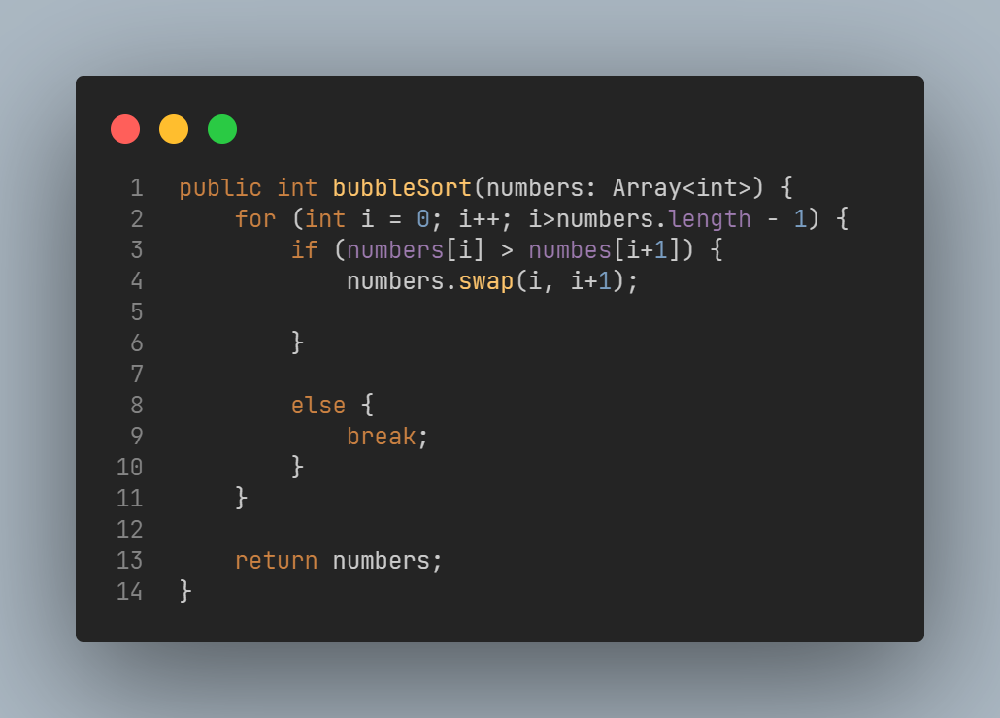 1 public int bubbleSort(numbers: Array<int>) {
2 for (int i = 0; i++; i>numbers.length - 1) {
3 if (numbers[i] > numbes[i+1]) {
4 numbers.swap(i, i+1);
5
6 }
7
8 else {
9 break;
10 }
11 }
12
13 return numbers;
14 }